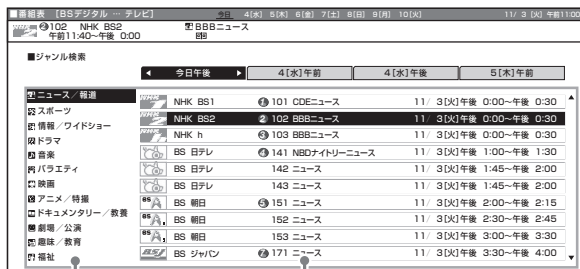 ■番組表 [BSデジタル … テレビ] 今日 4[水] 5[木] 6[金] 7[土] 8[日] 9[月] 10[火] 11/ 3 [火] 午前11:00
②102 NHK BS2 BBBニュース
午前11:40～午後 0:00
■ジャンル検索
◀ 今日午後 ▶ 4[水]午前 4[水]午後 5[木]午前
ニュース／報道
スポーツ
情報／ワイドショー
ドラマ
音楽
バラエティ
映画
アニメ／特撮
ドキュメンタリー／教養
劇場／公演
趣味／教育
福祉
NHK BS1 ① 101 CDEニュース 11/ 3[火]午後 0:00～午後 0:30
NHK BS2 ② 102 BBBニュース 11/ 3[火]午後 0:00～午後 0:30
NHK h ③ 103 BBBニュース 11/ 3[火]午後 0:00～午後 0:30
BS 日テレ ④ 141 NBDナイトリーニュース 11/ 3[火]午後 1:00～午後 1:30
BS 日テレ 142 ニュース 11/ 3[火]午後 1:45～午後 2:00
BS 日テレ 143 ニュース 11/ 3[火]午後 1:45～午後 2:00
BS 朝日 ⑤ 151 ニュース 11/ 3[火]午後 2:00～午後 2:15
BS 朝日 152 ニュース 11/ 3[火]午後 2:30～午後 2:45
BS 朝日 153 ニュース 11/ 3[火]午後 3:00～午後 3:30
BS ジャパン ⑦ 171 ニュース 11/ 3[火]午後 3:30～午後 4:00